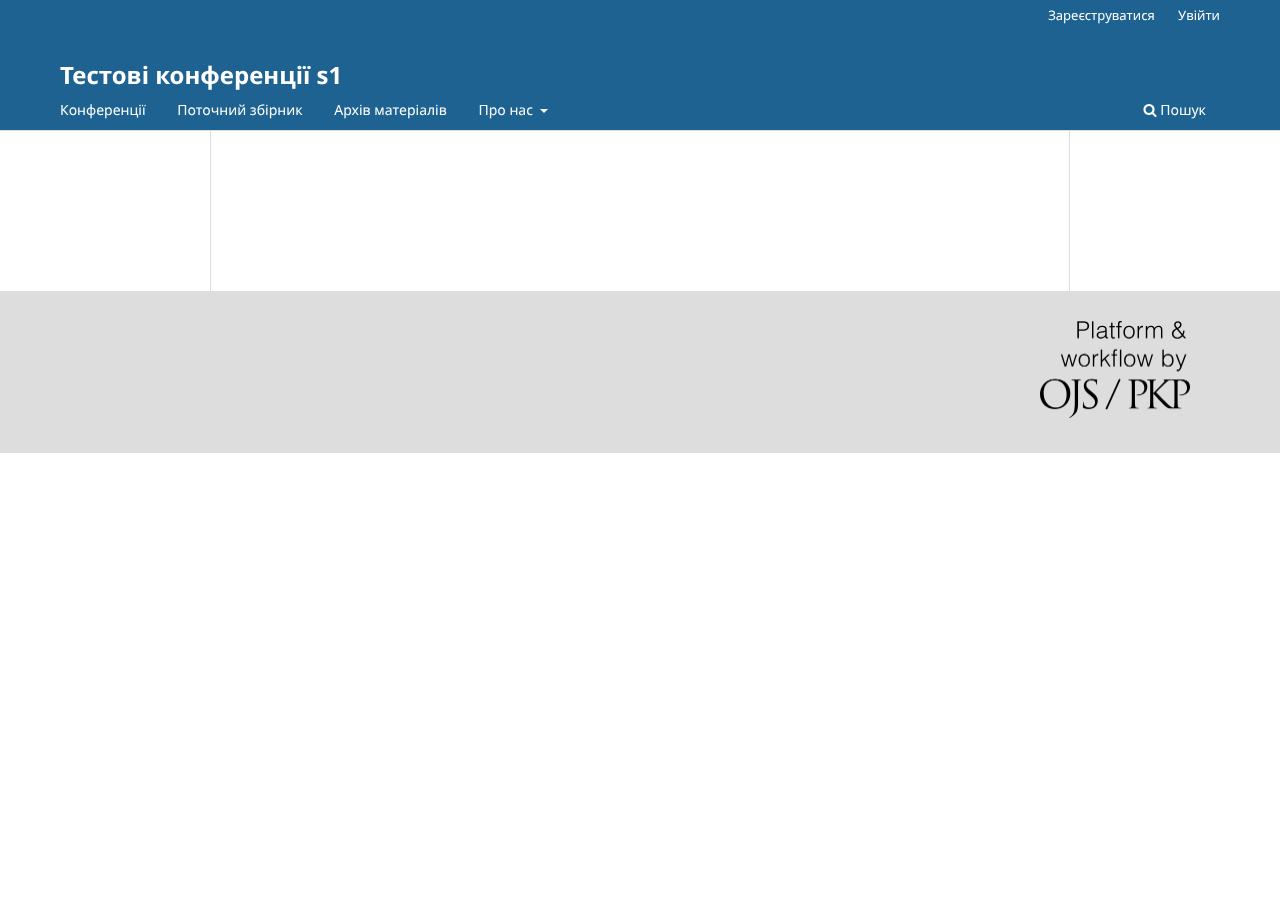 Зареєструватися Увійти
Тестові конференції s1
Конференції Поточний збірник Архів матеріалів Про нас Пошук
Platform &
workflow by
OJS / PKP